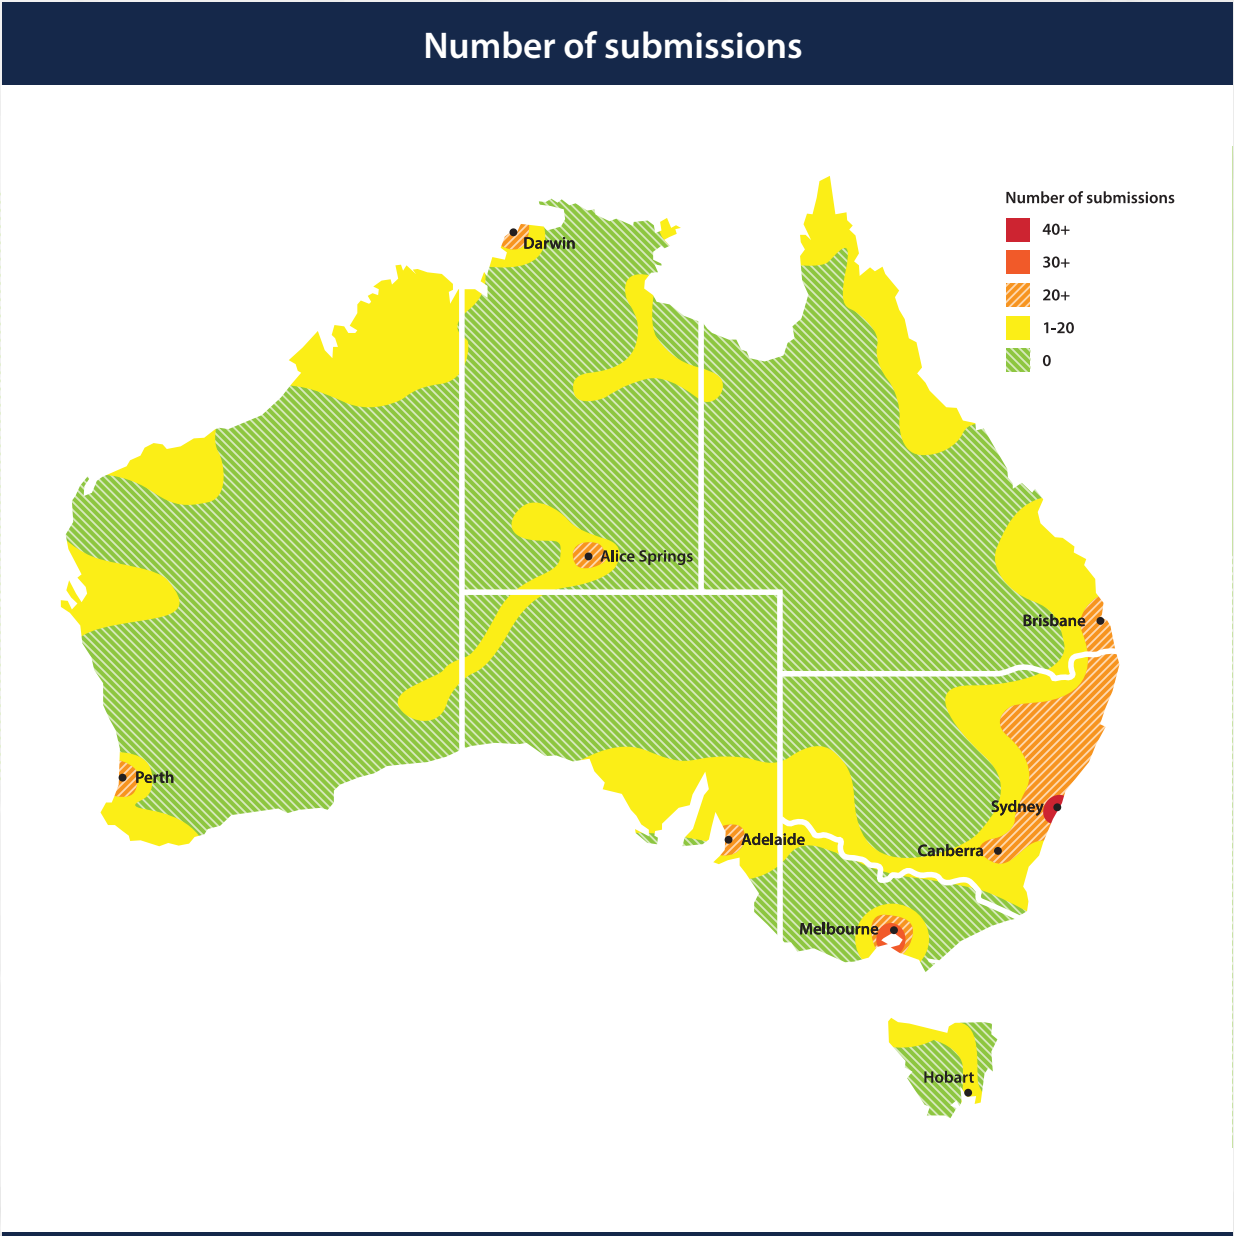 Number of submissions
Number of submissions
40+
30+
20+
1-20
0
Darwin
Alice Springs
Brisbane
Perth
Sydney
Adelaide
Canberra
Melbourne
Hobart